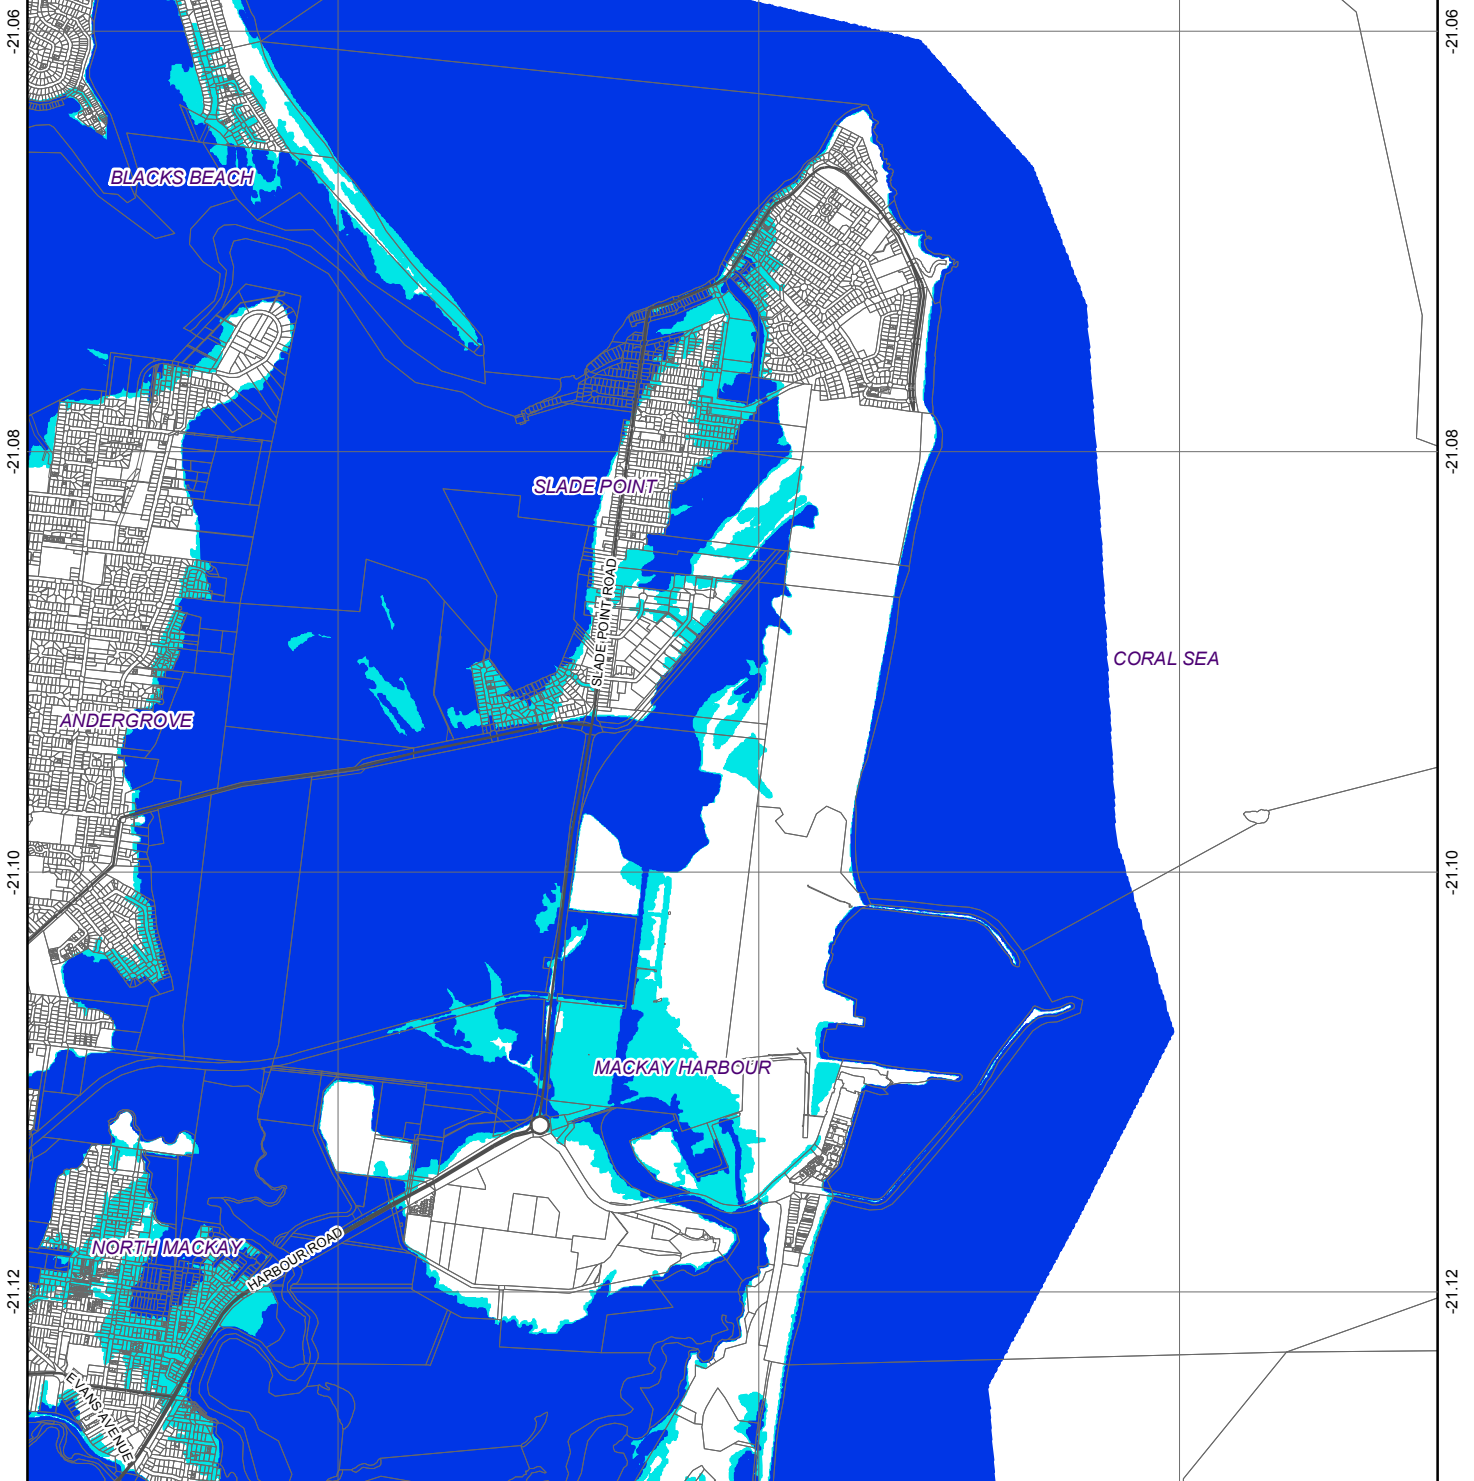 -21.06
-21.06
BLACKS BEACH
-21.08
-21.08
SLADE POINT
SLADE POINT ROAD
CORAL SEA
ANDERGROVE
-21.10
-21.10
MACKAY HARBOUR
NORTH MACKAY
HARBOUR ROAD
-21.12
-21.12
EVANS AVENUE